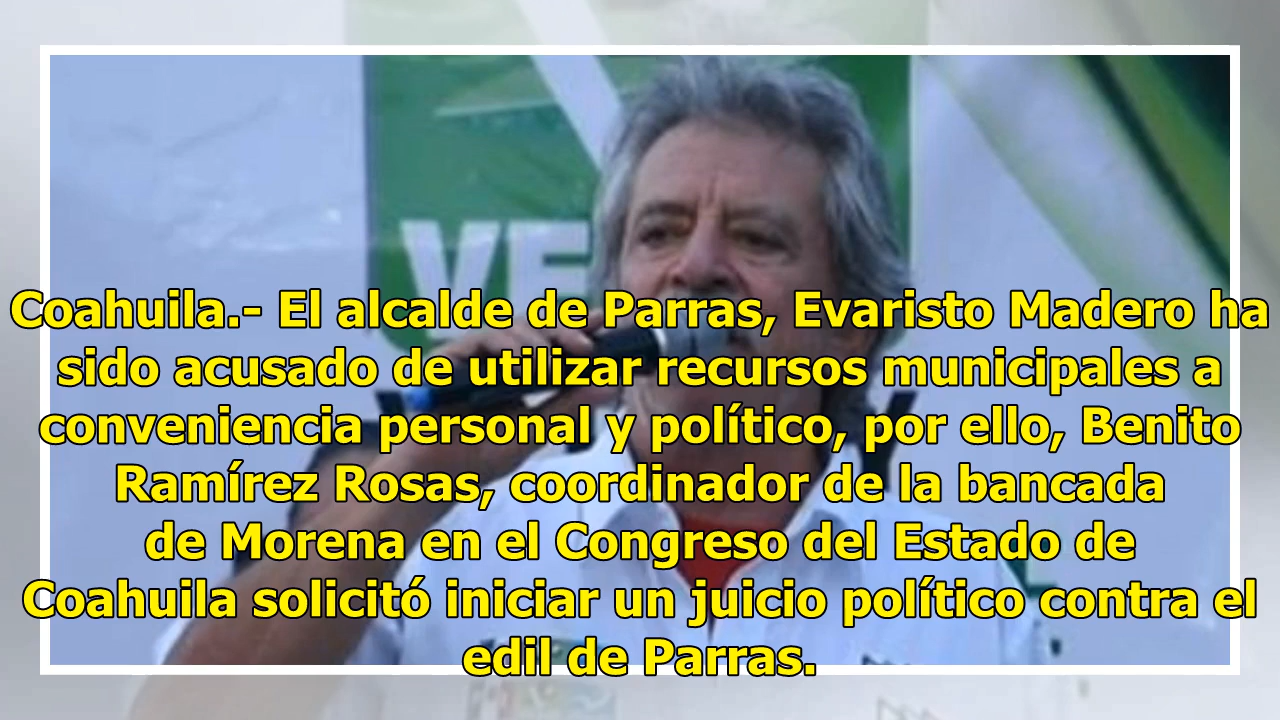 VE
Coahuila.- El alcalde de Parras, Evaristo Madero ha
sido acusado de utilizar recursos municipales a
conveniencia personal y político, por ello, Benito
Ramírez Rosas, coordinador de la bancada
de Morena en el Congreso del Estado de
Coahuila solicitó iniciar un juicio político contra el
edil de Parras.